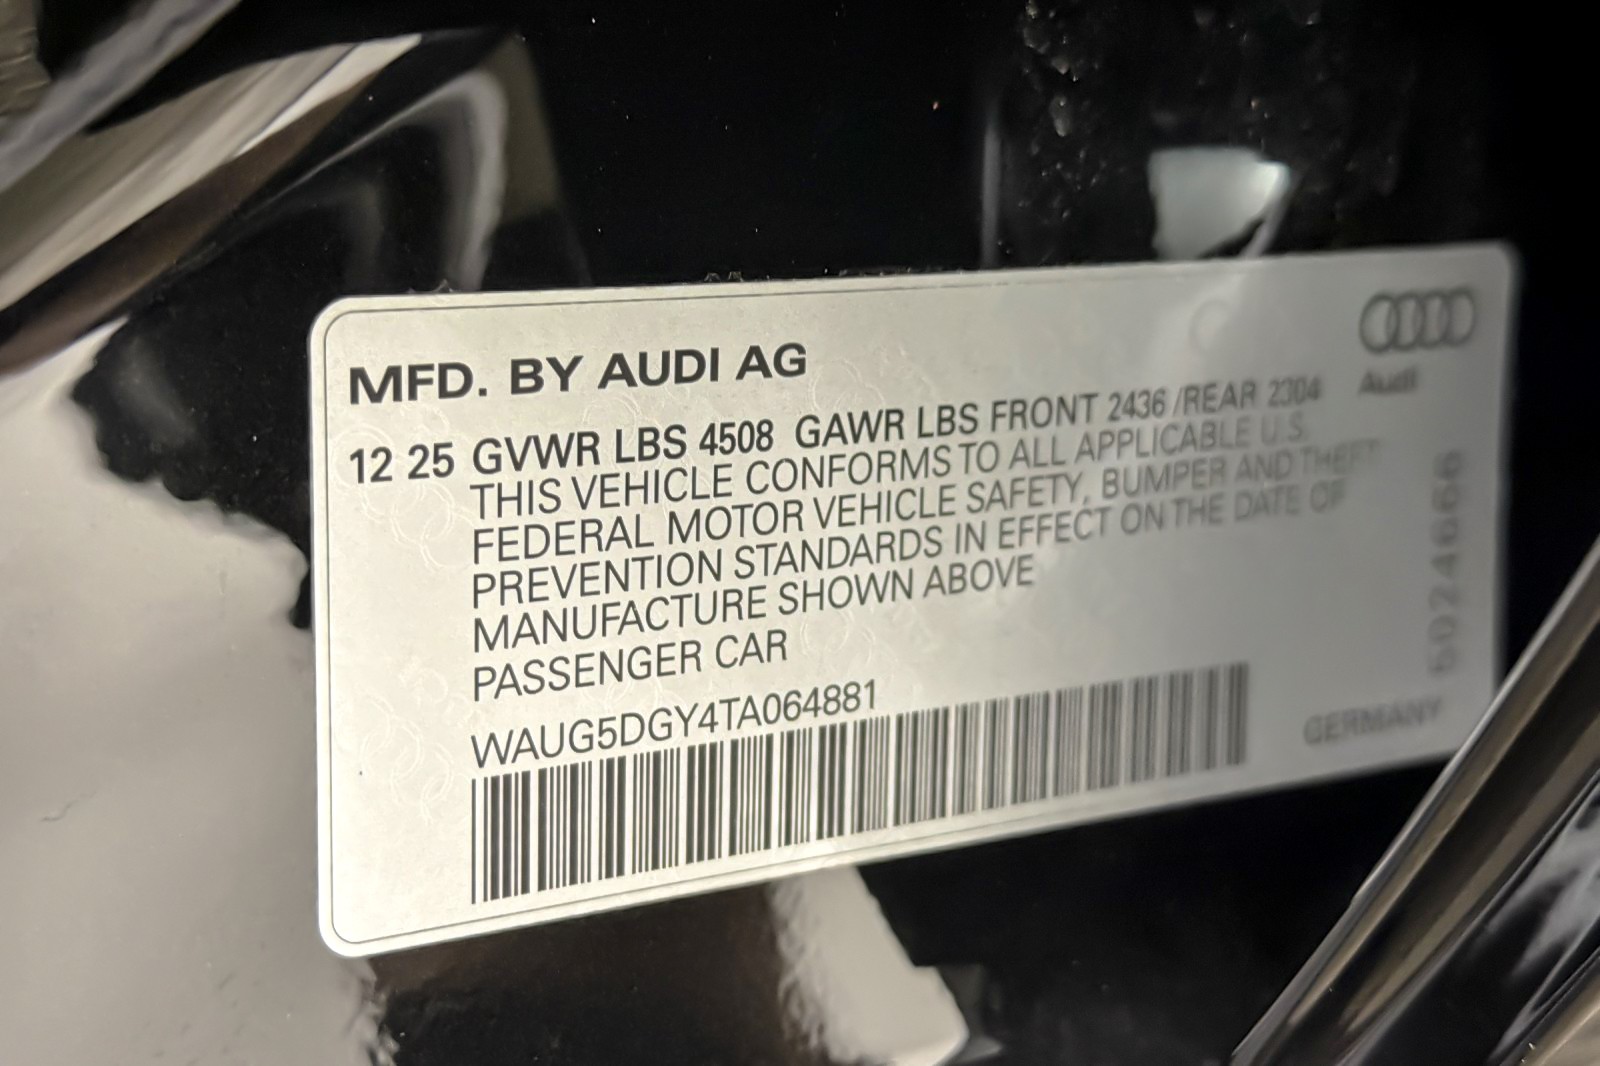 MFD. BY AUDI AG
Audi
12 25 GVWR LBS 4508 GAWR LBS FRONT 2436 /REAR 2304
THIS VEHICLE CONFORMS TO ALL APPLICABLE U.S.
FEDERAL MOTOR VEHICLE SAFETY, BUMPER AND THEFT
PREVENTION STANDARDS IN EFFECT ON THE DATE OF
MANUFACTURE SHOWN ABOVE
PASSENGER CAR
WAUG5DGY4TA064881
GERMANY